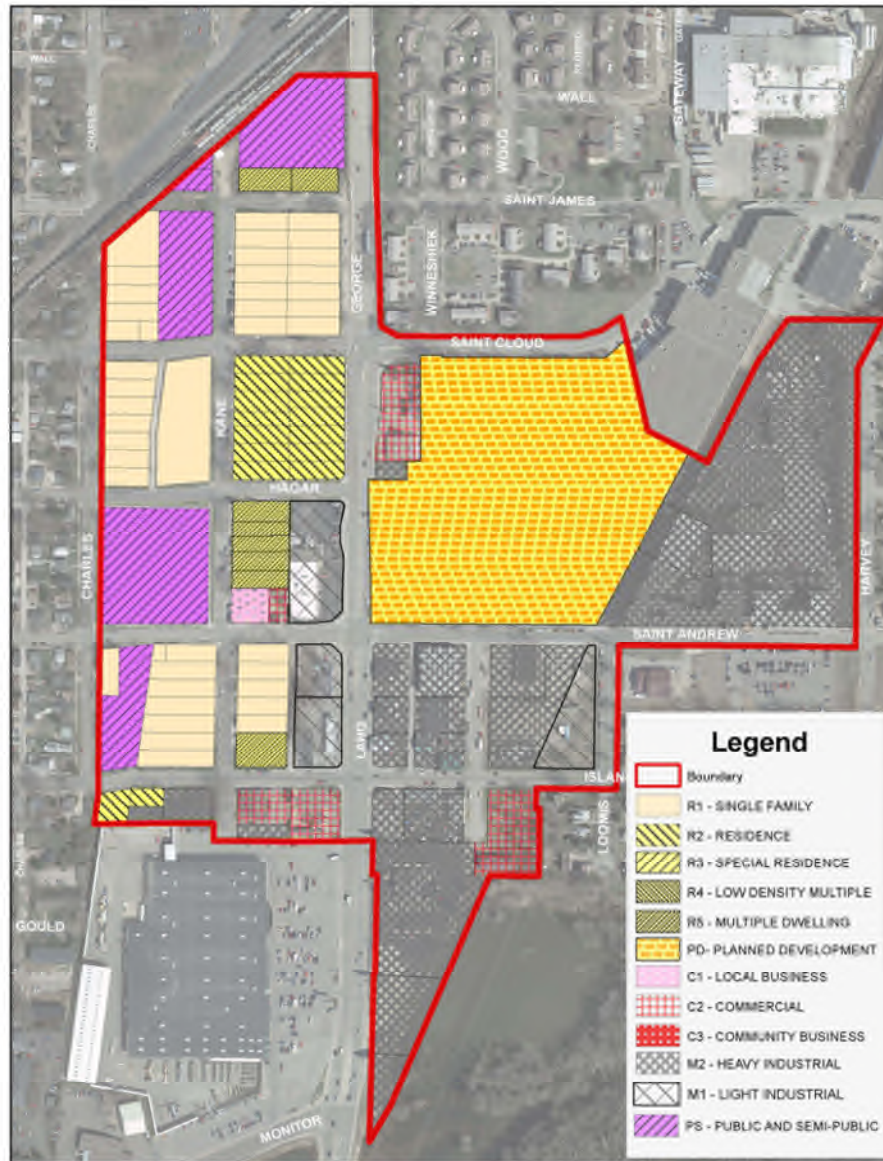 WALL
CHARLES
WALL
GATEWAY
WOOD
SAINT JAMES
GEORGE
WINNESHIEK
SAINT CLOUD
KANE
HAGAR
CHARLES
HARVEY
SAINT ANDREW
LANG
ISLAN
LOOMIS
GOULD
MONITOR
Legend
Boundary
R1 - SINGLE FAMILY
R2 - RESIDENCE
R3 - SPECIAL RESIDENCE
R4 - LOW DENSITY MULTIPLE
R5 - MULTIPLE DWELLING
PD- PLANNED DEVELOPMENT
C1 - LOCAL BUSINESS
C2 - COMMERCIAL
C3 - COMMUNITY BUSINESS
M2 - HEAVY INDUSTRIAL
M1 - LIGHT INDUSTRIAL
PS - PUBLIC AND SEMI-PUBLIC